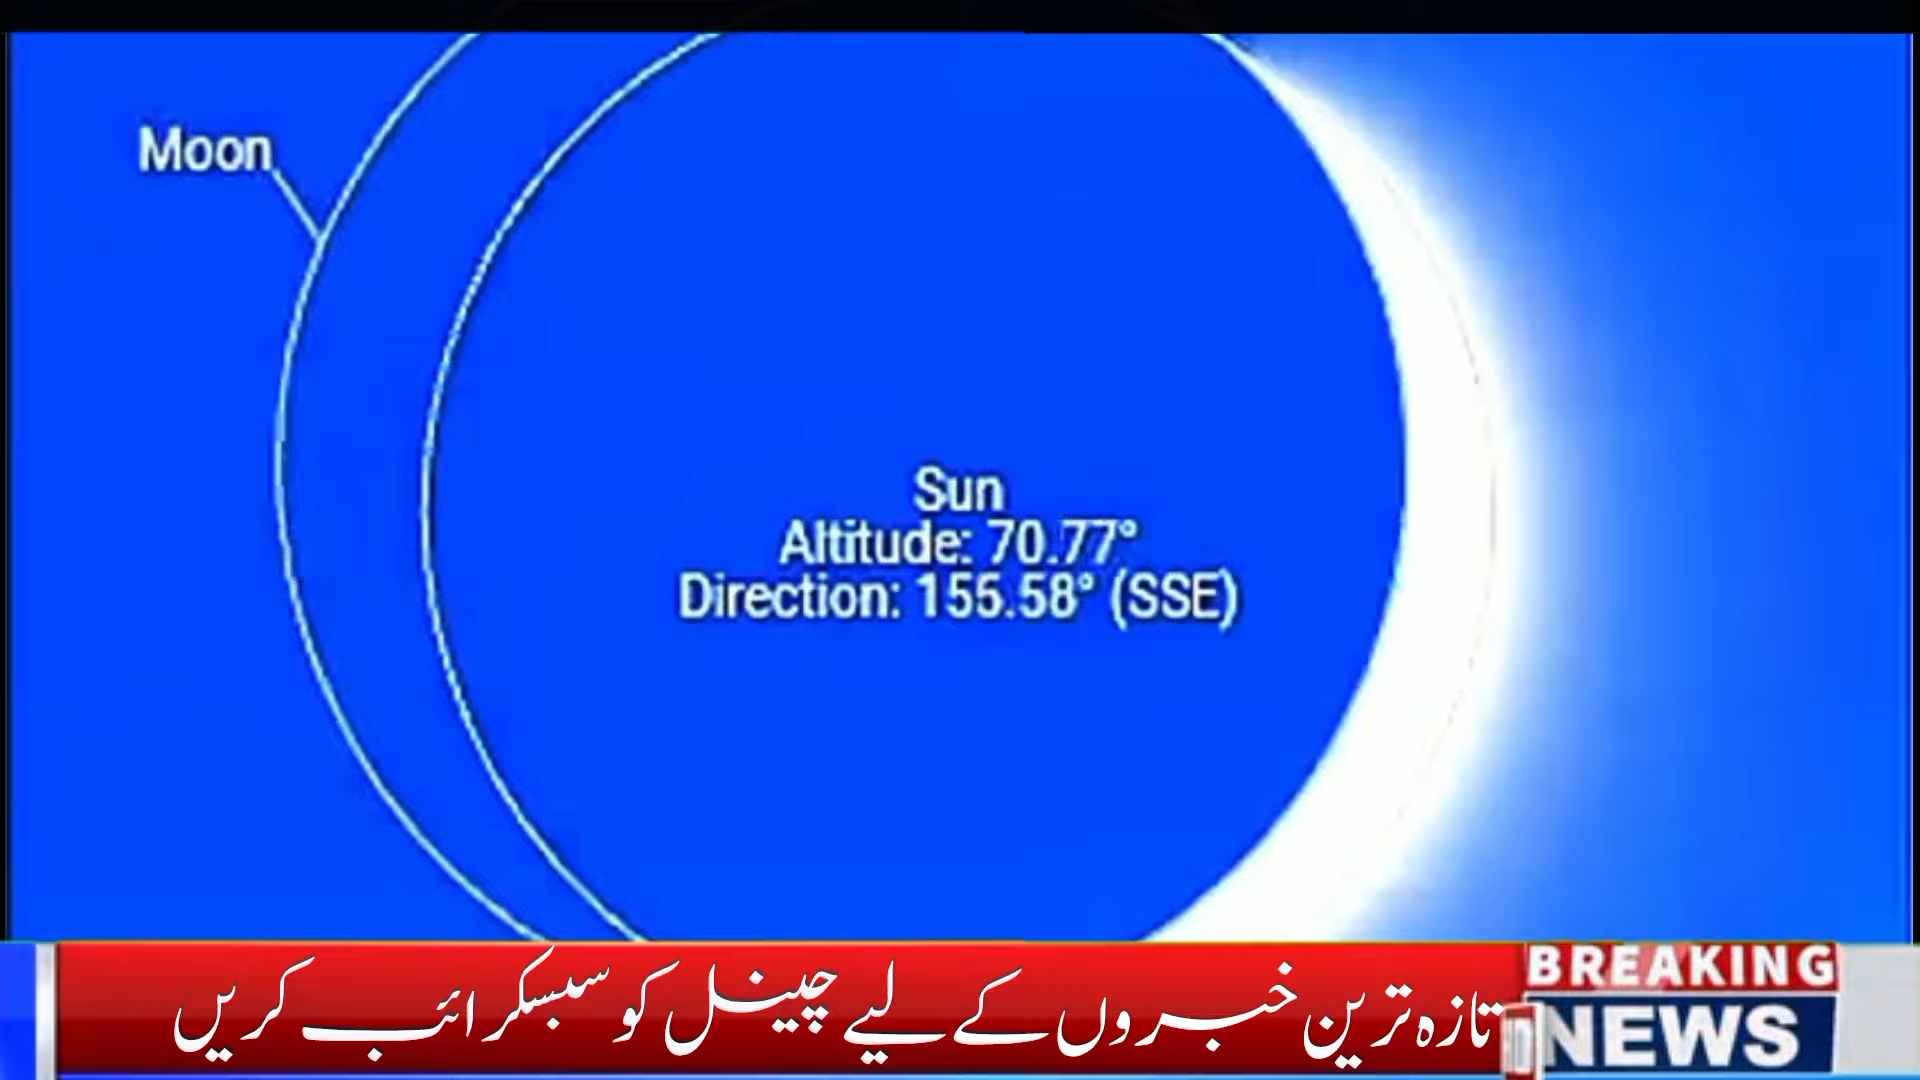 Moon
Sun
Altitude: 70.77°
Direction: 155.58° (SSE)
تازہ ترین خبروں کے لیے چینل کو سبسکرائب کریں
BREAKING
NEWS